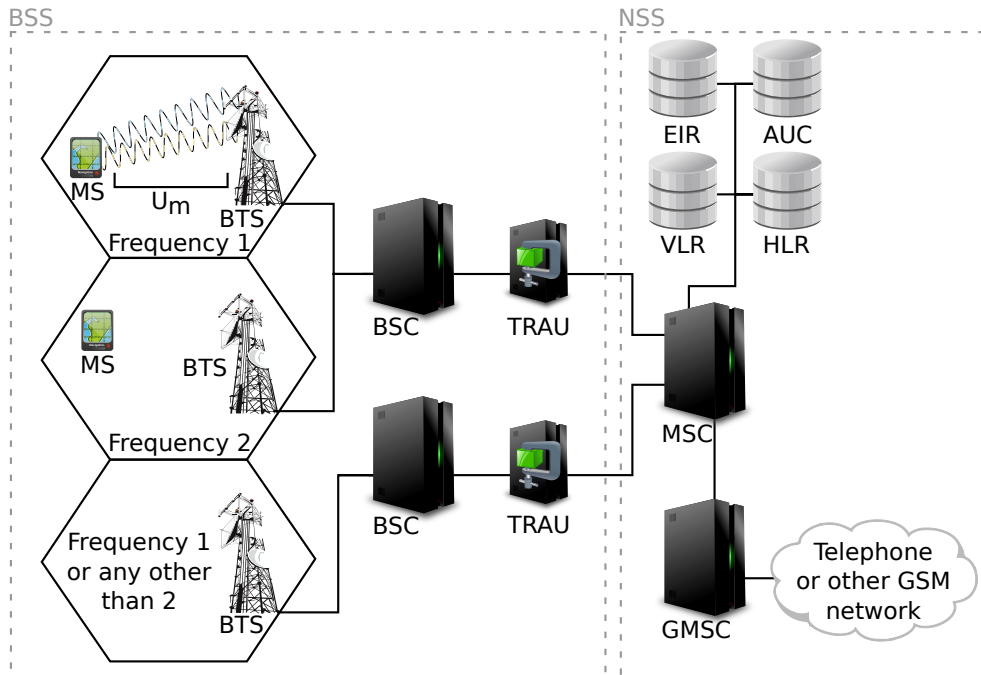 BSS
NSS
MS
Um
BTS
Frequency 1
MS
BTS
Frequency 2
Frequency 1
or any other
than 2
BTS
BSC
TRAU
BSC
TRAU
EIR
AUC
VLR
HLR
MSC
GMSC
Telephone
or other GSM
network